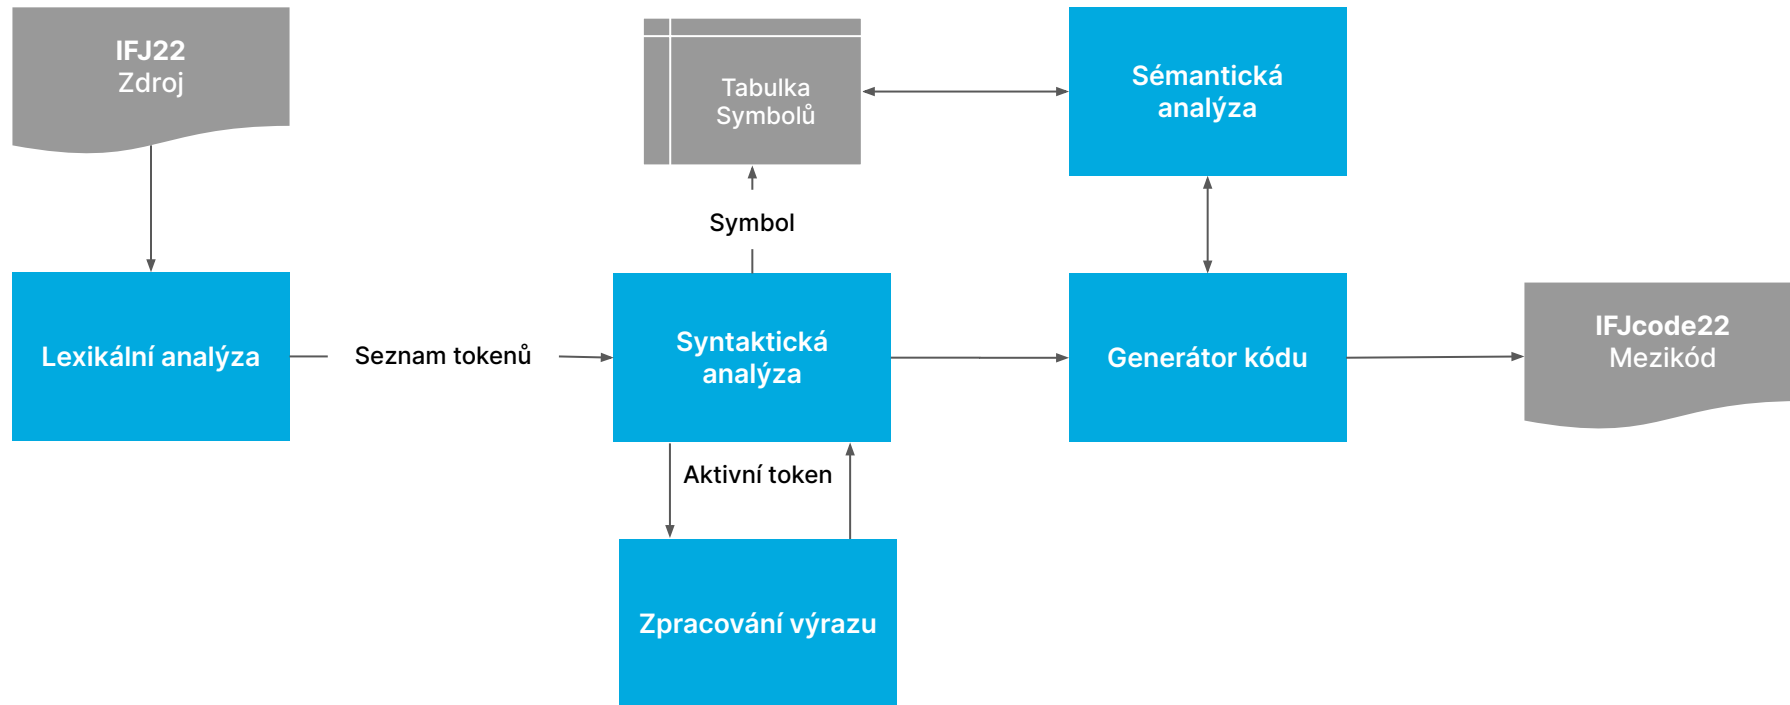 IFJ22
Zdroj
Tabulka
Symbolů
Sémantická
analýza
Symbol
Lexikální analýza
Seznam tokenů
Syntaktická
analýza
Generátor kódu
IFJcode22
Mezikód
Aktivní token
Zpracování výrazu